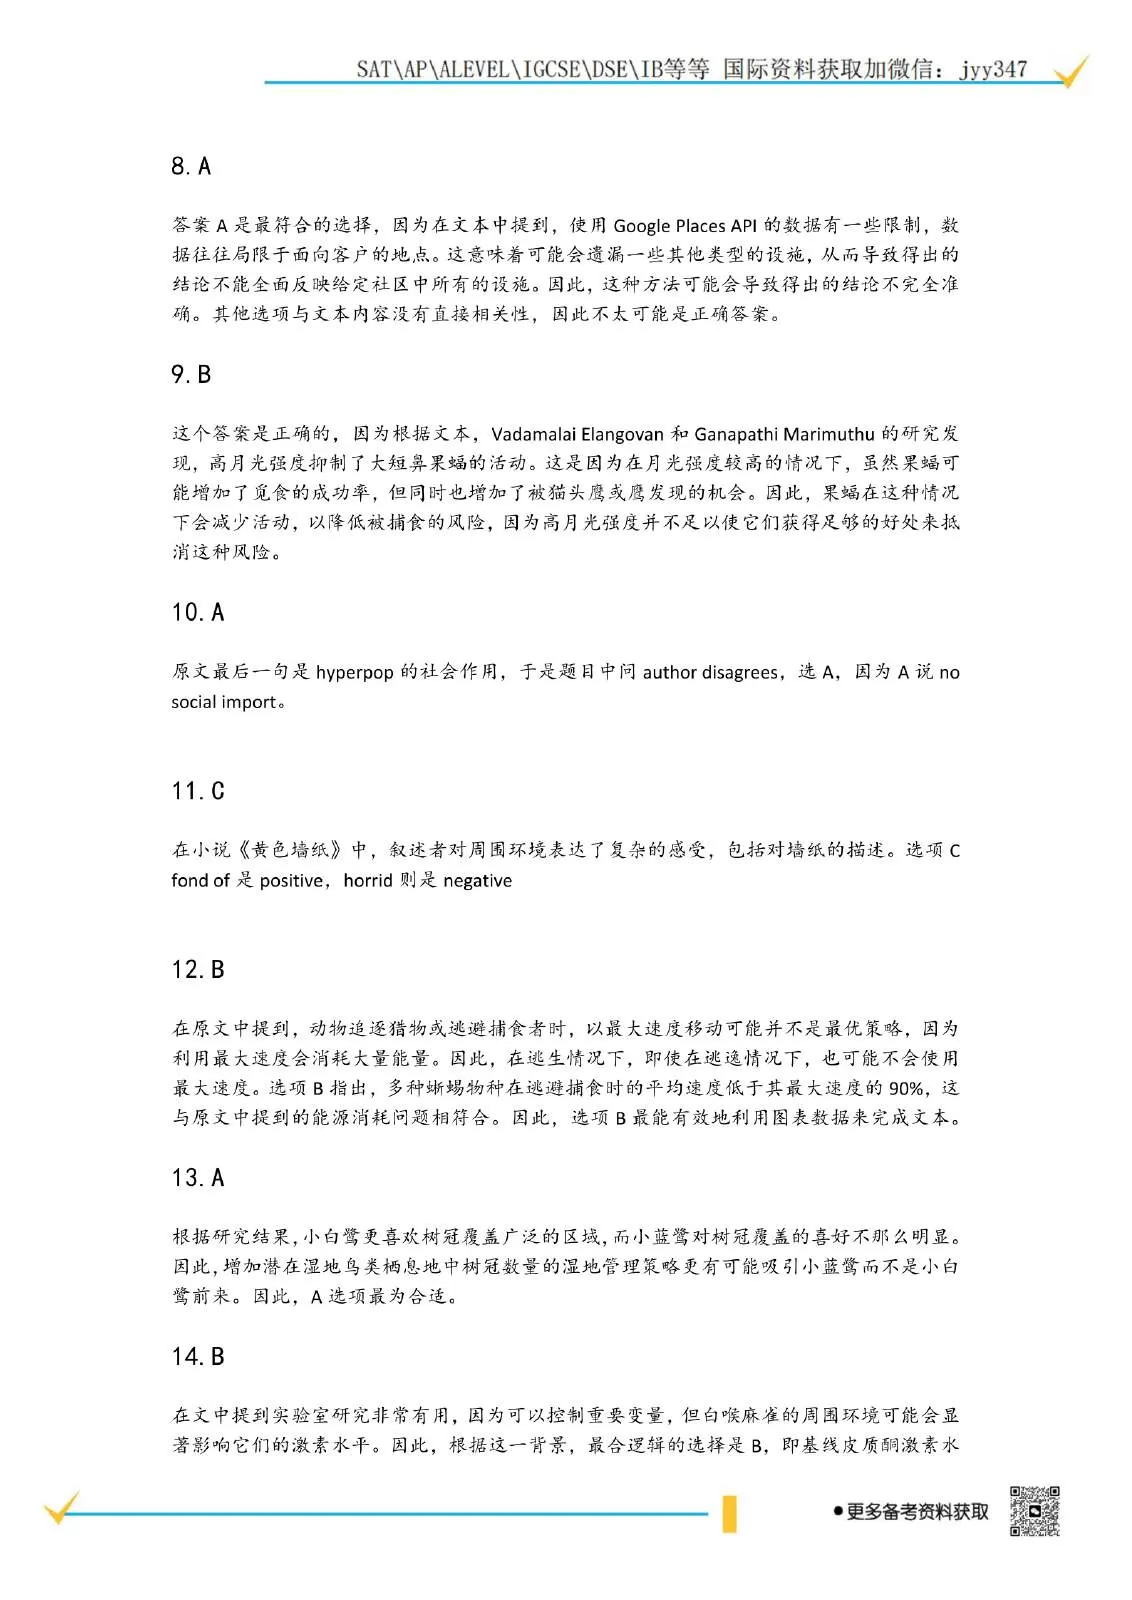 SAT\AP\ALEVEL\IGCSE\DSE\IB等等 国际资料获取加微信：jyy347
8. A
答案 A 是最符合的选择，因为在文本中提到，使用 Google Places API 的数据有一些限制，数
据往往局限于面向客户的地点。这意味着可能会遗漏一些其他类型的设施，从而导致得出的
结论不能全面反映给定社区中所有的设施。因此，这种方法可能会导致得出的结论不完全准
确。其他选项与文本内容没有直接相关性，因此不太可能是正确答案。
9. B
这个答案是正确的，因为根据文本，Vadamalai Elangovan 和 Ganapathi Marimuthu 的研究发
现，高月光强度抑制了大短鼻果蝠的活动。这是因为在月光强度较高的情况下，虽然果蝠可
能增加了觅食的成功率，但同时也增加了被猫头鹰或鹰发现的机会。因此，果蝠在这种情况
下会减少活动，以降低被捕食的风险，因为高月光强度并不足以使它们获得足够的好处来抵
消这种风险。
10. A
原文最后一句是 hyperpop 的社会作用，于是题目中问 author disagrees，选 A，因为 A 说 no
social import。
11. C
在小说《黄色墙纸》中，叙述者对周围环境表达了复杂的感受，包括对墙纸的描述。选项 C
fond of 是 positive，horrid 则是 negative
12. B
在原文中提到，动物追逐猎物或逃避捕食者时，以最大速度移动可能并不是最优策略，因为
利用最大速度会消耗大量能量。因此，在逃生情况下，即使在逃逸情况下，也可能不会使用
最大速度。选项 B 指出，多种蜥蜴物种在逃避捕食时的平均速度低于其最大速度的 90%，这
与原文中提到的能源消耗问题相符合。因此，选项 B 最能有效地利用图表数据来完成文本。
13. A
根据研究结果，小白鹭更喜欢树冠覆盖广泛的区域，而小蓝鹭对树冠覆盖的喜好不那么明显。
因此，增加潜在湿地鸟类栖息地中树冠数量的湿地管理策略更有可能吸引小蓝鹭而不是小白
鹭前来。因此，A 选项最为合适。
14. B
在文中提到实验室研究非常有用，因为可以控制重要变量，但白喉麻雀的周围环境可能会显
著影响它们的激素水平。因此，根据这一背景，最合逻辑的选择是 B，即基线皮质酮激素水
●更多备考资料获取